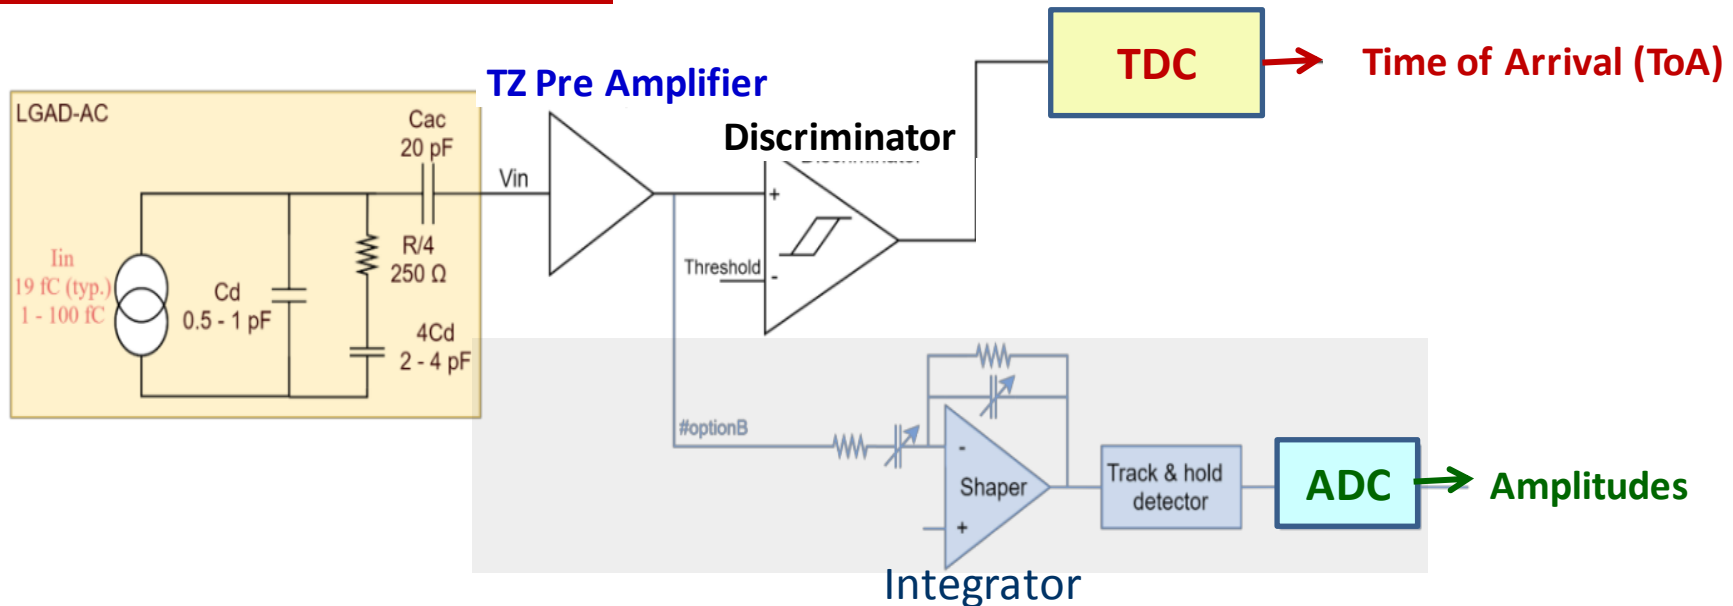 TDC
Time of Arrival (ToA)
TZ Pre Amplifier
LGAD-AC
Cac
20 pF
Discriminator
Vin
+
R/4
250 Ω
Iin
19 fC (typ.)
1 - 100 fC
Threshold
-
Cd
0.5 - 1 pF
4Cd
2 - 4 pF
#optionB
-
Shaper
+
Track & hold
detector
ADC
Amplitudes
Integrator